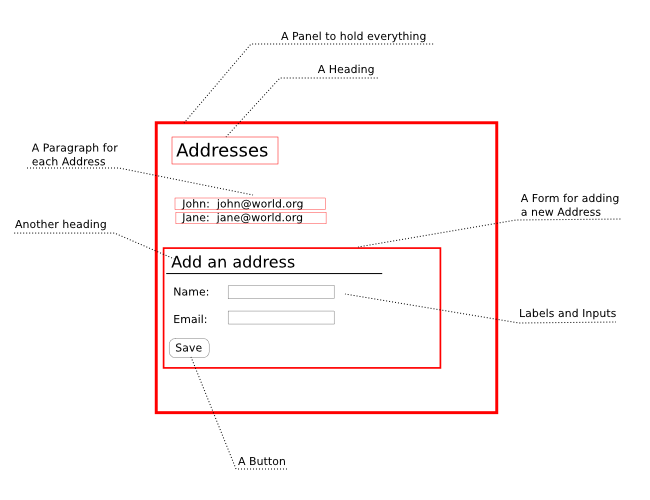 A Panel to hold everything
A Heading
Addresses
A Paragraph for
each Address
John: john@world.org
Jane: jane@world.org
A Form for adding
a new Address
Another heading
Add an address
Name:
Labels and Inputs
Email:
Save
A Button